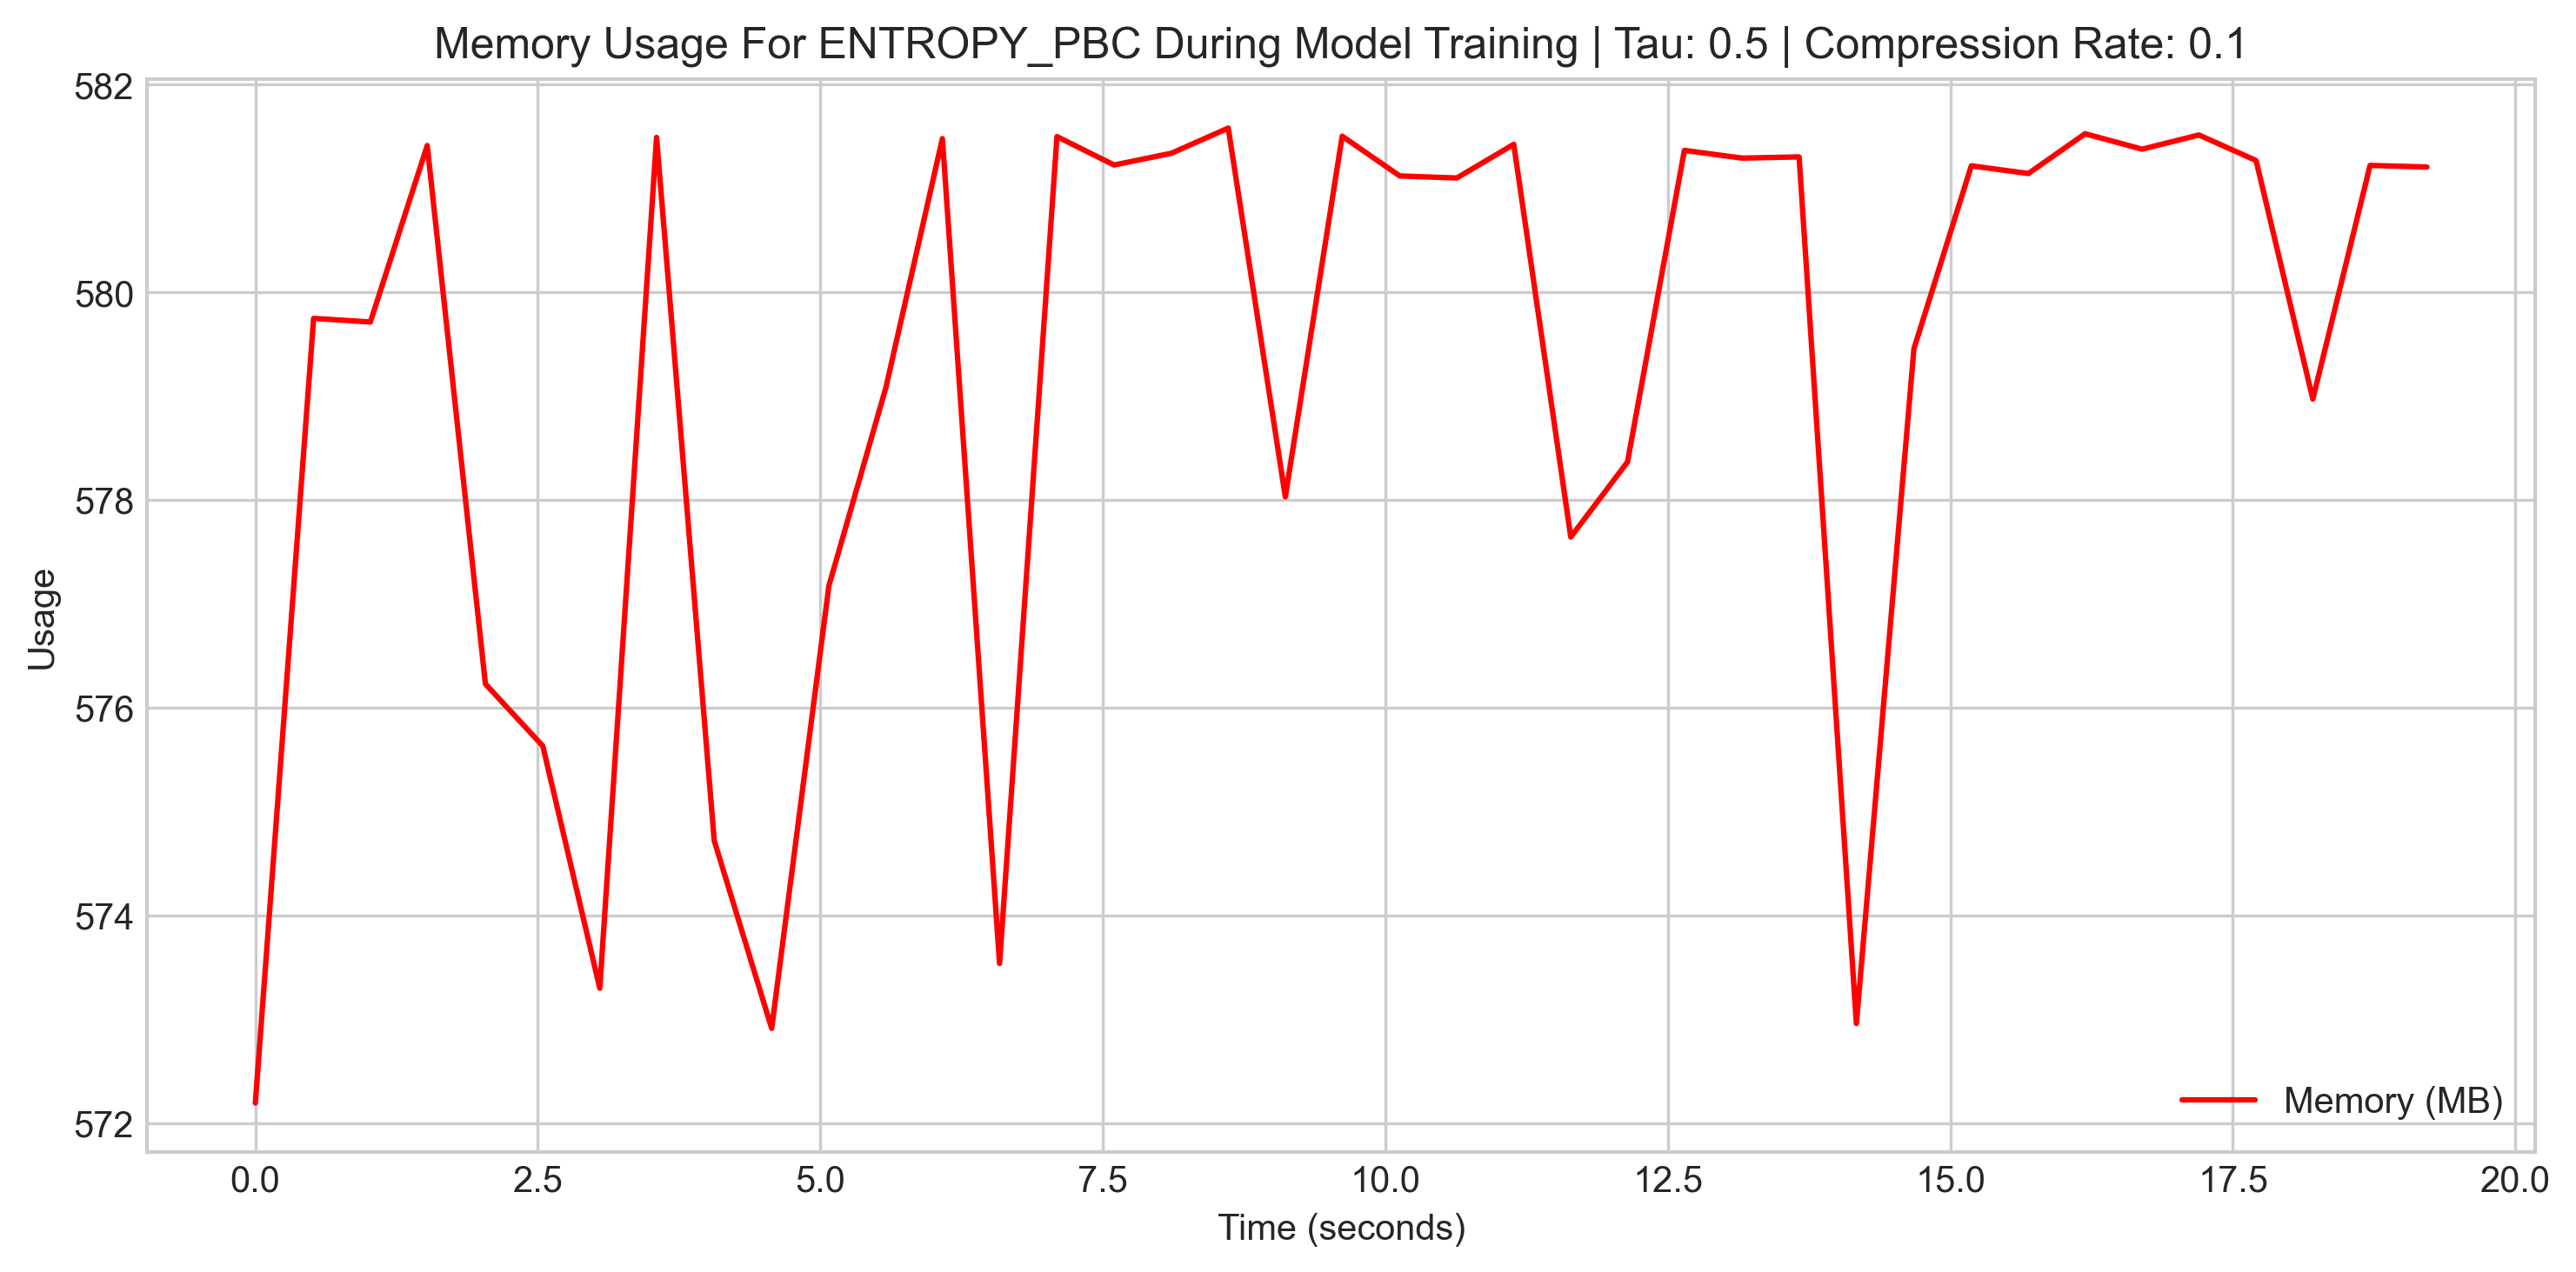 Memory Usage For ENTROPY_PBC During Model Training | Tau: 0.5 | Compression Rate: 0.1
582
580
578
576
574
572
Usage
Memory (MB)
0.0 2.5 5.0 7.5 10.0 12.5 15.0 17.5 20.0
Time (seconds)